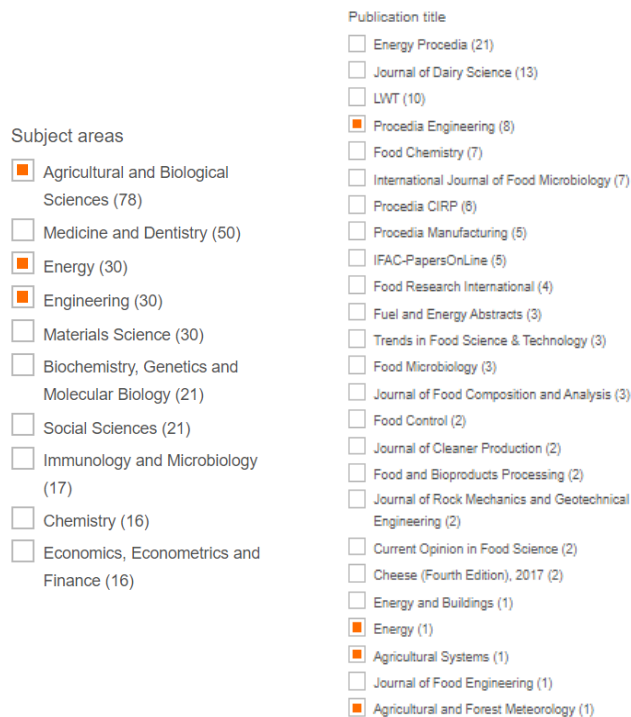 Subject areas
Agricultural and Biological
Sciences (78)
Medicine and Dentistry (50)
Energy (30)
Engineering (30)
Materials Science (30)
Biochemistry, Genetics and
Molecular Biology (21)
Social Sciences (21)
Immunology and Microbiology
(17)
Chemistry (16)
Economics, Econometrics and
Finance (16)
Publication title
Energy Procedia (21)
Journal of Dairy Science (13)
LWT (10)
Procedia Engineering (8)
Food Chemistry (7)
International Journal of Food Microbiology (7)
Procedia CIRP (6)
Procedia Manufacturing (5)
IFAC-PapersOnLine (5)
Food Research International (4)
Fuel and Energy Abstracts (3)
Trends in Food Science & Technology (3)
Food Microbiology (3)
Journal of Food Composition and Analysis (3)
Food Control (2)
Journal of Cleaner Production (2)
Food and Bioproducts Processing (2)
Journal of Rock Mechanics and Geotechnical
Engineering (2)
Current Opinion in Food Science (2)
Cheese (Fourth Edition), 2017 (2)
Energy and Buildings (1)
Energy (1)
Agricultural Systems (1)
Journal of Food Engineering (1)
Agricultural and Forest Meteorology (1)